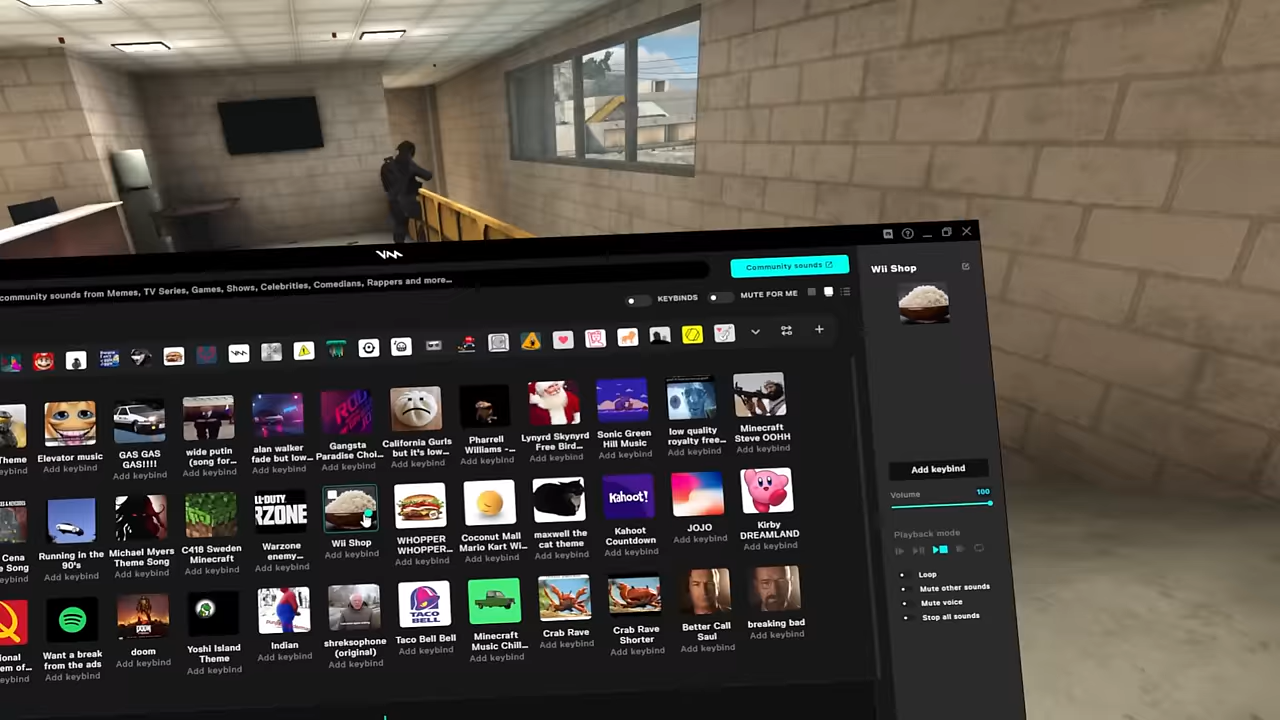 community sounds from Memes, TV Series, Games, Shows, Celebrities, Comedians, Rappers and more...
Community sounds
KEYBINDS
MUTE FOR ME
Wii Shop
Theme
Elevator music
Add keybind
GAS GAS
GAS!!!!
Add keybind
wide putin
(song for...
Add keybind
alan walker
fade but low...
Add keybind
Gangsta
Paradise Choi...
Add keybind
California Gurls
but it's low...
Add keybind
Pharrell
Williams -...
Add keybind
Lynyrd Skynyrd
Free Bird...
Add keybind
Sonic Green
Hill Music
Add keybind
low quality
royalty free...
Add keybind
Minecraft
Steve OOHH
Add keybind
Cena
Song
Running in the
90's
Add keybind
Michael Myers
Theme Song
Add keybind
C418 Sweden
Minecraft
Add keybind
Warzone
enemy...
Add keybind
Wii Shop
Add keybind
WHOPPER
WHOPPER...
Add keybind
Coconut Mall
Mario Kart Wi...
Add keybind
maxwell the
cat theme
Add keybind
Kahoot!
Kahoot
Countdown
Add keybind
JOJO
Add keybind
Kirby
DREAMLAND
Add keybind
Want a break
from the ads
Add keybind
doom
Add keybind
Yoshi Island
Theme
Add keybind
Indian
Add keybind
shreksophone
(original)
Add keybind
TACO
BELL
Taco Bell Bell
Add keybind
Minecraft
Music Chill...
Add keybind
Crab Rave
Add keybind
Crab Rave
Shorter
Add keybind
Better Call
Saul
Add keybind
breaking bad
Add keybind
Add keybind
Volume
100
Playback mode
Loop
Mute other sounds
Mute voice
Stop all sounds